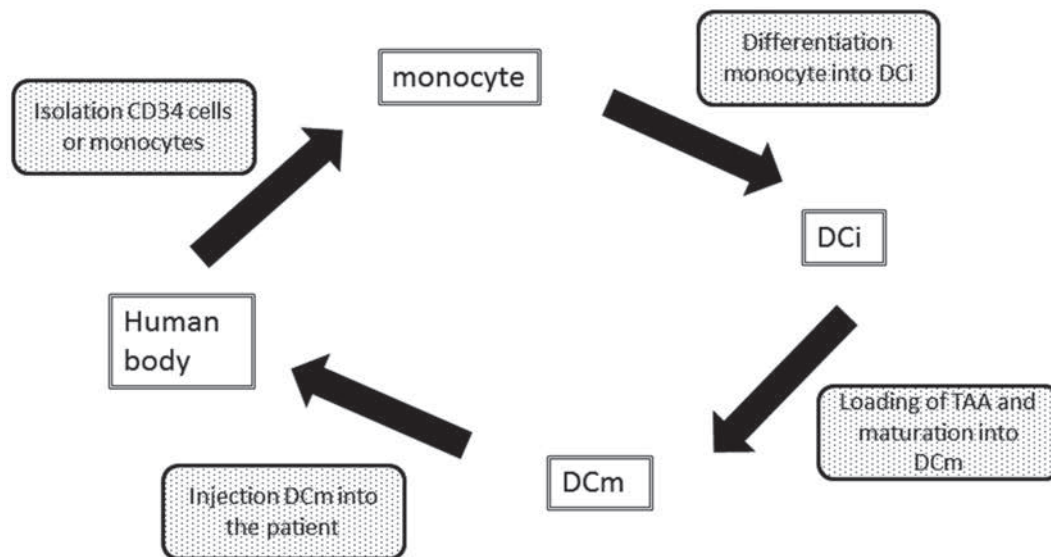 monocyte
Differentiation
monocyte into DCi
Isolation CD34 cells
or monocytes
DCi
Human
body
Loading of TAA and
maturation into
DCm
DCm
Injection DCm into
the patient